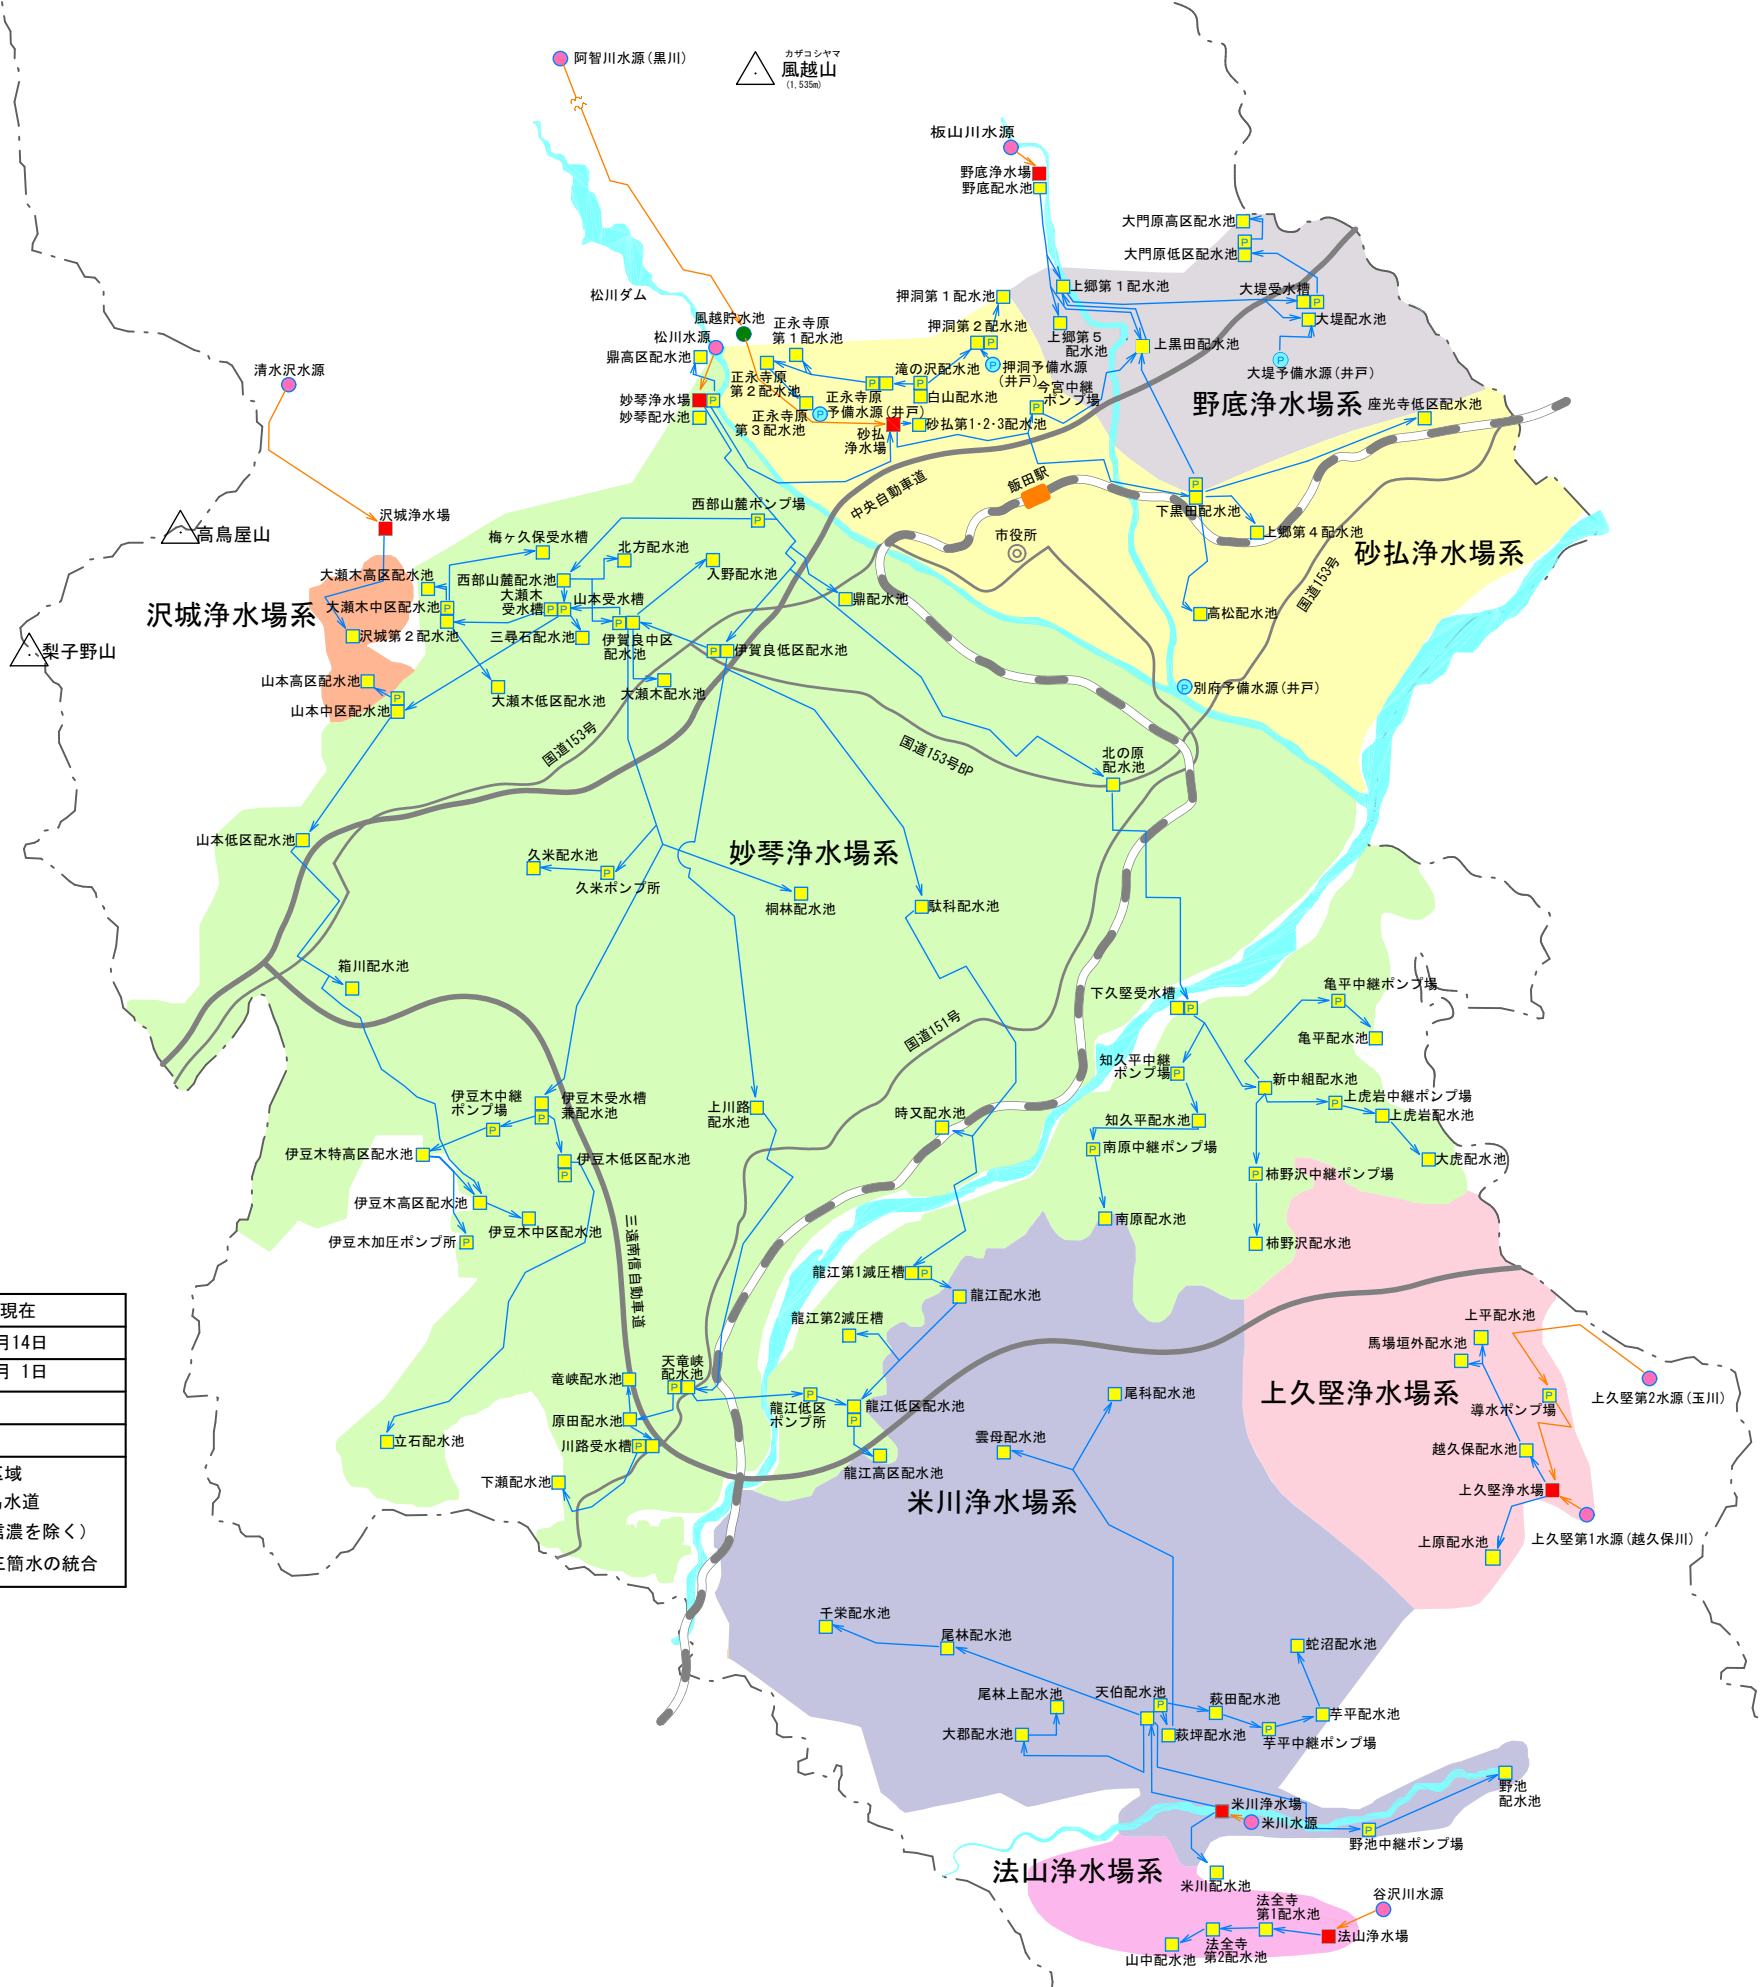 阿智川水源(黒川)
カザコシヤマ
風越山
(1,535m)
板山川水源
野底浄水場
野底配水池
大門原高区配水池
大門原低区配水池
松川ダム
上郷第1配水池
大堤受水槽
押洞第1配水池
風越貯水池
正永寺原
第1配水池
押洞第2配水池
大堤配水池
松川水源
上郷第5
配水池
上黒田配水池
鼎高区配水池
清水沢水源
滝の沢配水池
押洞予備水源
(井戸)
大堤予備水源(井戸)
正永寺原
第2配水池
今宮中継
ポンプ場
妙琴浄水場
妙琴配水池
白山配水池
正永寺原
予備水源(井戸)
正永寺原
第3配水池
野底浄水場系
座光寺低区配水池
砂払
浄水場
砂払第1・2・3配水池
飯田駅
中央自動車道
西部山麓ポンプ場
下黒田配水池
沢城浄水場
高鳥屋山
市役所
上郷第4配水池
砂払浄水場系
梅ヶ久保受水槽
北方配水池
入野配水池
大瀬木高区配水池
西部山麓配水池
大瀬木
受水槽
山本受水槽
鼎配水池
国道153号
沢城浄水場系
大瀬木中区配水池
高松配水池
沢城第2配水池
三尋石配水池
伊賀良中区
配水池
伊賀良低区配水池
梨子野山
山本高区配水池
大瀬木低区配水池
大瀬木配水池
別府予備水源(井戸)
山本中区配水池
国道153号
国道153号BP
北の原
配水池
山本低区配水池
妙琴浄水場系
久米配水池
久米ポンプ所
桐林配水池
駄科配水池
箱川配水池
下久堅受水槽
亀平中継ポンプ場
国道151号
亀平配水池
知久平中継
ポンプ場
新中組配水池
伊豆木中継
ポンプ場
伊豆木受水槽
兼配水池
上川路
配水池
時又配水池
上虎岩中継ポンプ場
上虎岩配水池
知久平配水池
伊豆木特高区配水池
伊豆木低区配水池
南原中継ポンプ場
大虎配水池
柿野沢中継ポンプ場
伊豆木高区配水池
伊豆木中区配水池
南原配水池
伊豆木加圧ポンプ所
三遠南信自動車道
柿野沢配水池
龍江第1減圧槽
龍江配水池
現在
月14日
月 1日
龍江第2減圧槽
上平配水池
馬場垣外配水池
天竜峡
配水池
竜峡配水池
上久堅浄水場系
上久堅第2水源(玉川)
導水ポンプ場
尾科配水池
原田配水池
龍江低区
ポンプ所
龍江低区配水池
川路受水槽
雲母配水池
越久保配水池
区域
水道
信濃を除く)
三簡水の統合
下瀬配水池
立石配水池
龍江高区配水池
米川浄水場系
上久堅浄水場
上原配水池
上久堅第1水源(越久保川)
千栄配水池
尾林配水池
蛇沼配水池
尾林上配水池
天伯配水池
萩田配水池
大郡配水池
萩坪配水池
芋平配水池
芋平中継ポンプ場
野池
配水池
米川浄水場
米川水源
野池中継ポンプ場
法山浄水場系
米川配水池
谷沢川水源
法全寺
第1配水池
法山浄水場
法全寺
第2配水池
山中配水池